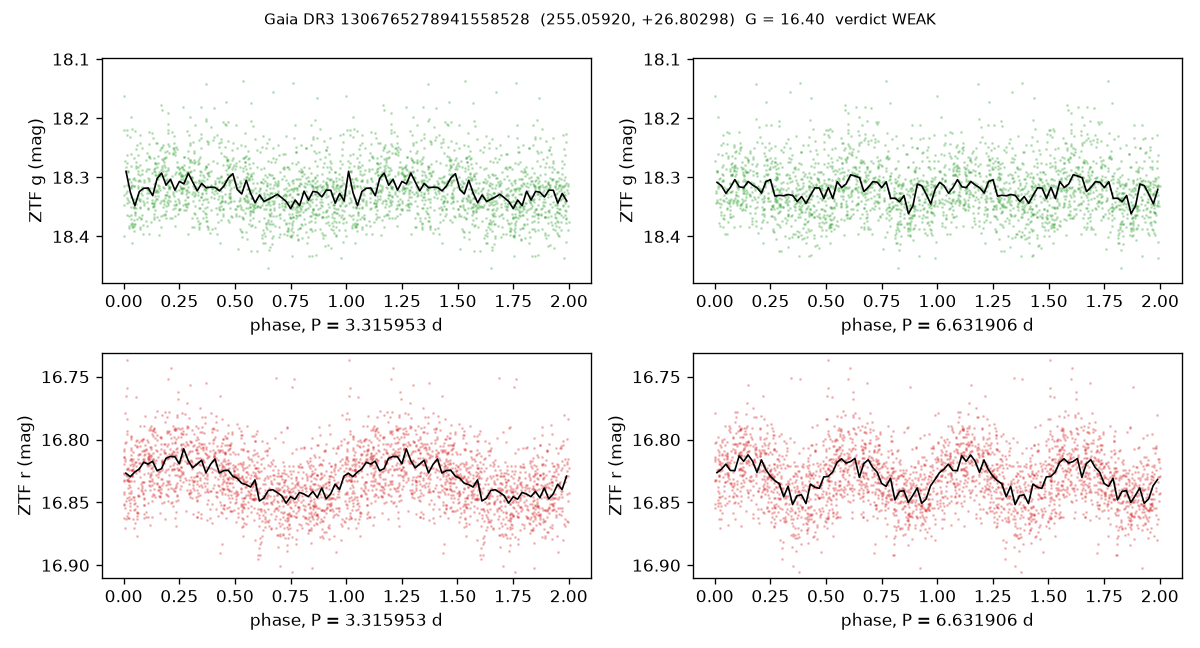 Gaia DR3 1306765278941558528 (255.05920, +26.80298) G = 16.40 verdict WEAK
ZTF g (mag)
18.1
18.2
18.3
18.4
0.00 0.25 0.50 0.75 1.00 1.25 1.50 1.75 2.00
phase, P = 3.315953 d
ZTF g (mag)
18.1
18.2
18.3
18.4
0.00 0.25 0.50 0.75 1.00 1.25 1.50 1.75 2.00
phase, P = 6.631906 d
ZTF r (mag)
16.75
16.80
16.85
16.90
0.00 0.25 0.50 0.75 1.00 1.25 1.50 1.75 2.00
phase, P = 3.315953 d
ZTF r (mag)
16.75
16.80
16.85
16.90
0.00 0.25 0.50 0.75 1.00 1.25 1.50 1.75 2.00
phase, P = 6.631906 d